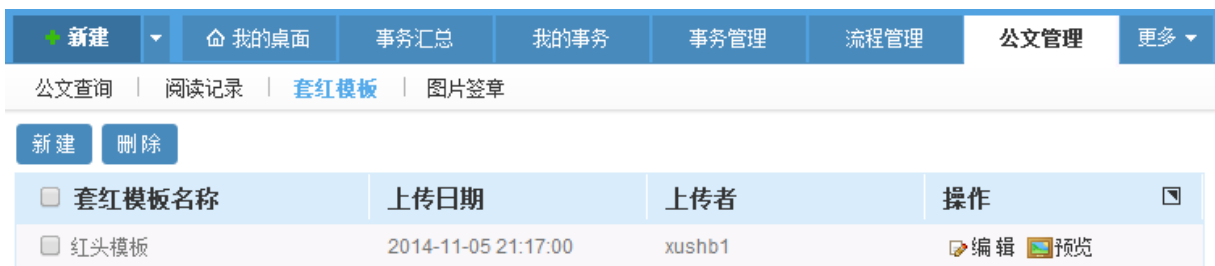 新建 我的桌面 事务汇总 我的事务 事务管理 流程管理 公文管理 更多
公文查询 阅读记录 套红模板 图片签章
新建 删除
套红模板名称 上传日期 上传者 操作
红头模板 2014-11-05 21:17:00 xushb1 编辑 预览